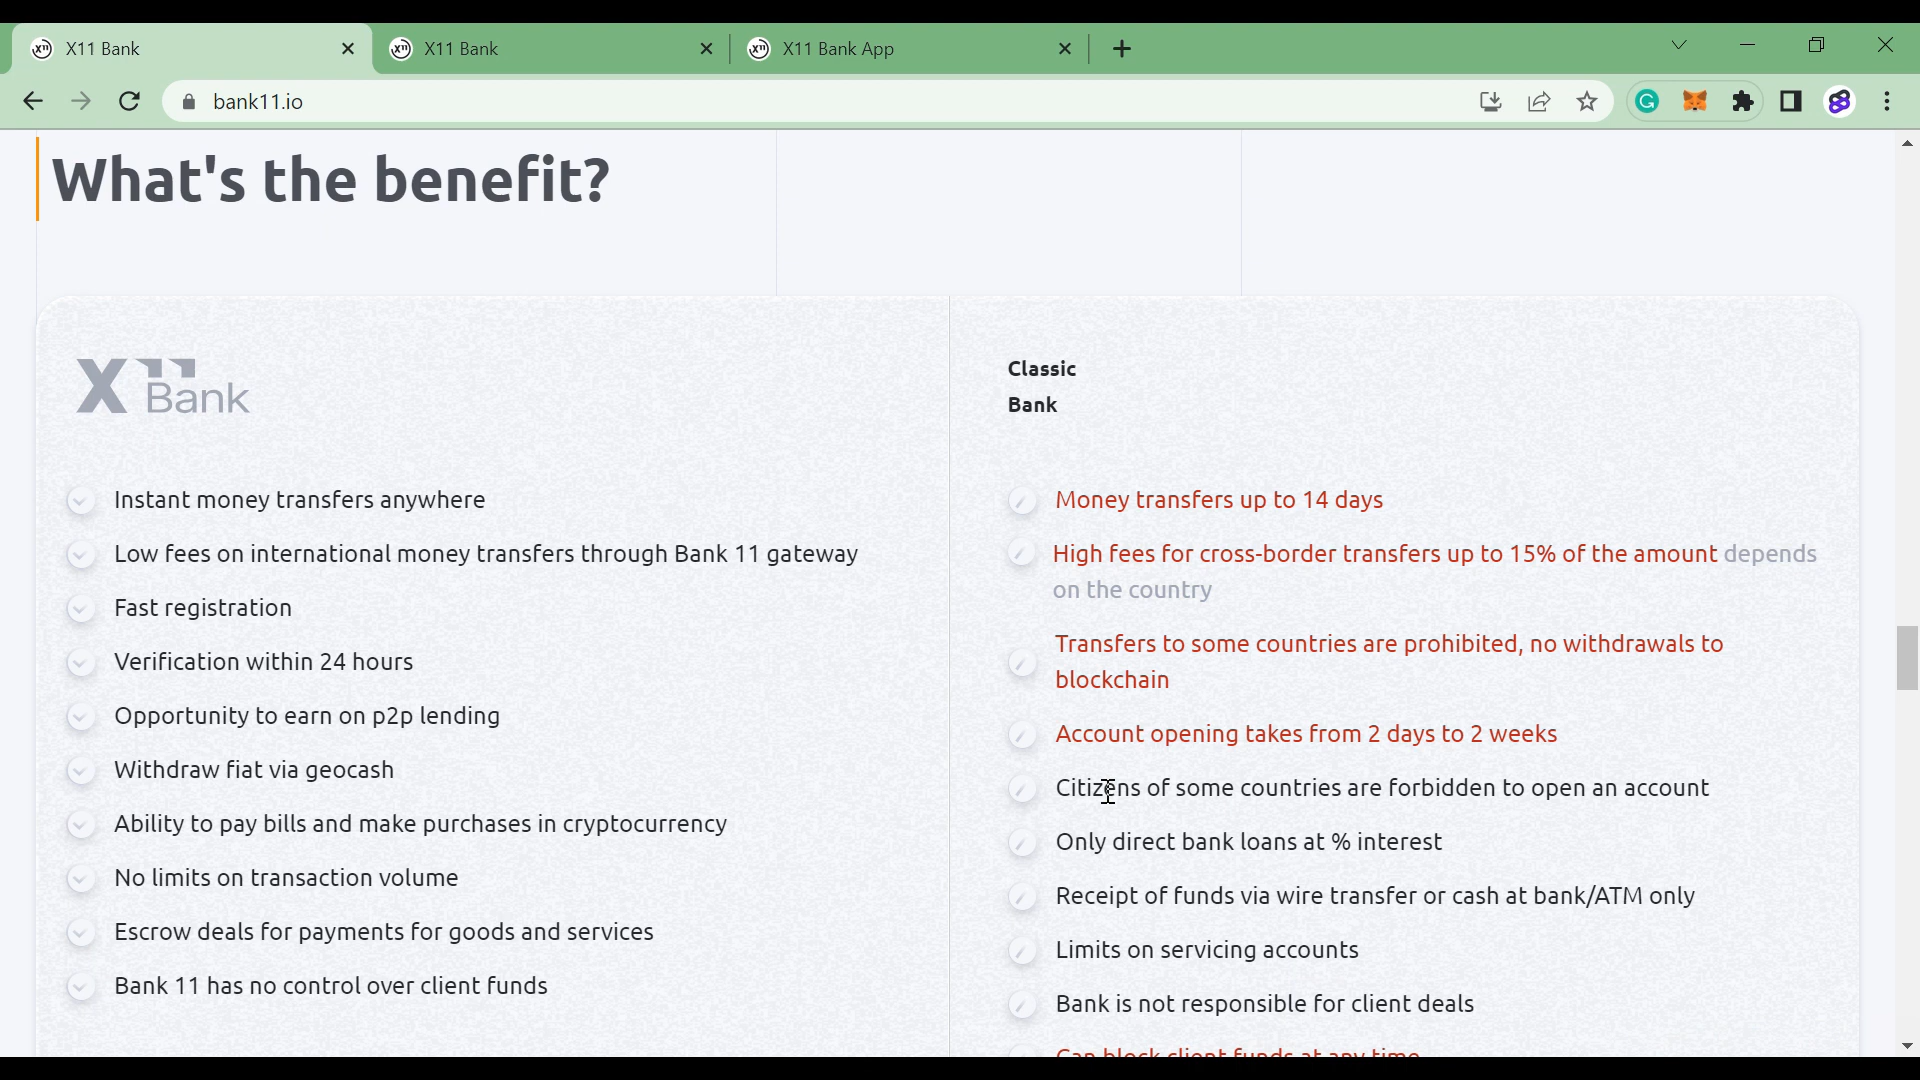 X11 Bank
X11 Bank
X11 Bank App
bank11.io
What's the benefit?
X11 Bank
Instant money transfers anywhere
Low fees on international money transfers through Bank 11 gateway
Fast registration
Verification within 24 hours
Opportunity to earn on p2p lending
Withdraw fiat via geocash
Ability to pay bills and make purchases in cryptocurrency
No limits on transaction volume
Escrow deals for payments for goods and services
Bank 11 has no control over client funds
Classic
Bank
Money transfers up to 14 days
High fees for cross-border transfers up to 15% of the amount depends
on the country
Transfers to some countries are prohibited, no withdrawals to
blockchain
Account opening takes from 2 days to 2 weeks
Citizens of some countries are forbidden to open an account
Only direct bank loans at % interest
Receipt of funds via wire transfer or cash at bank/ATM only
Limits on servicing accounts
Bank is not responsible for client deals
Can block client funds at any time